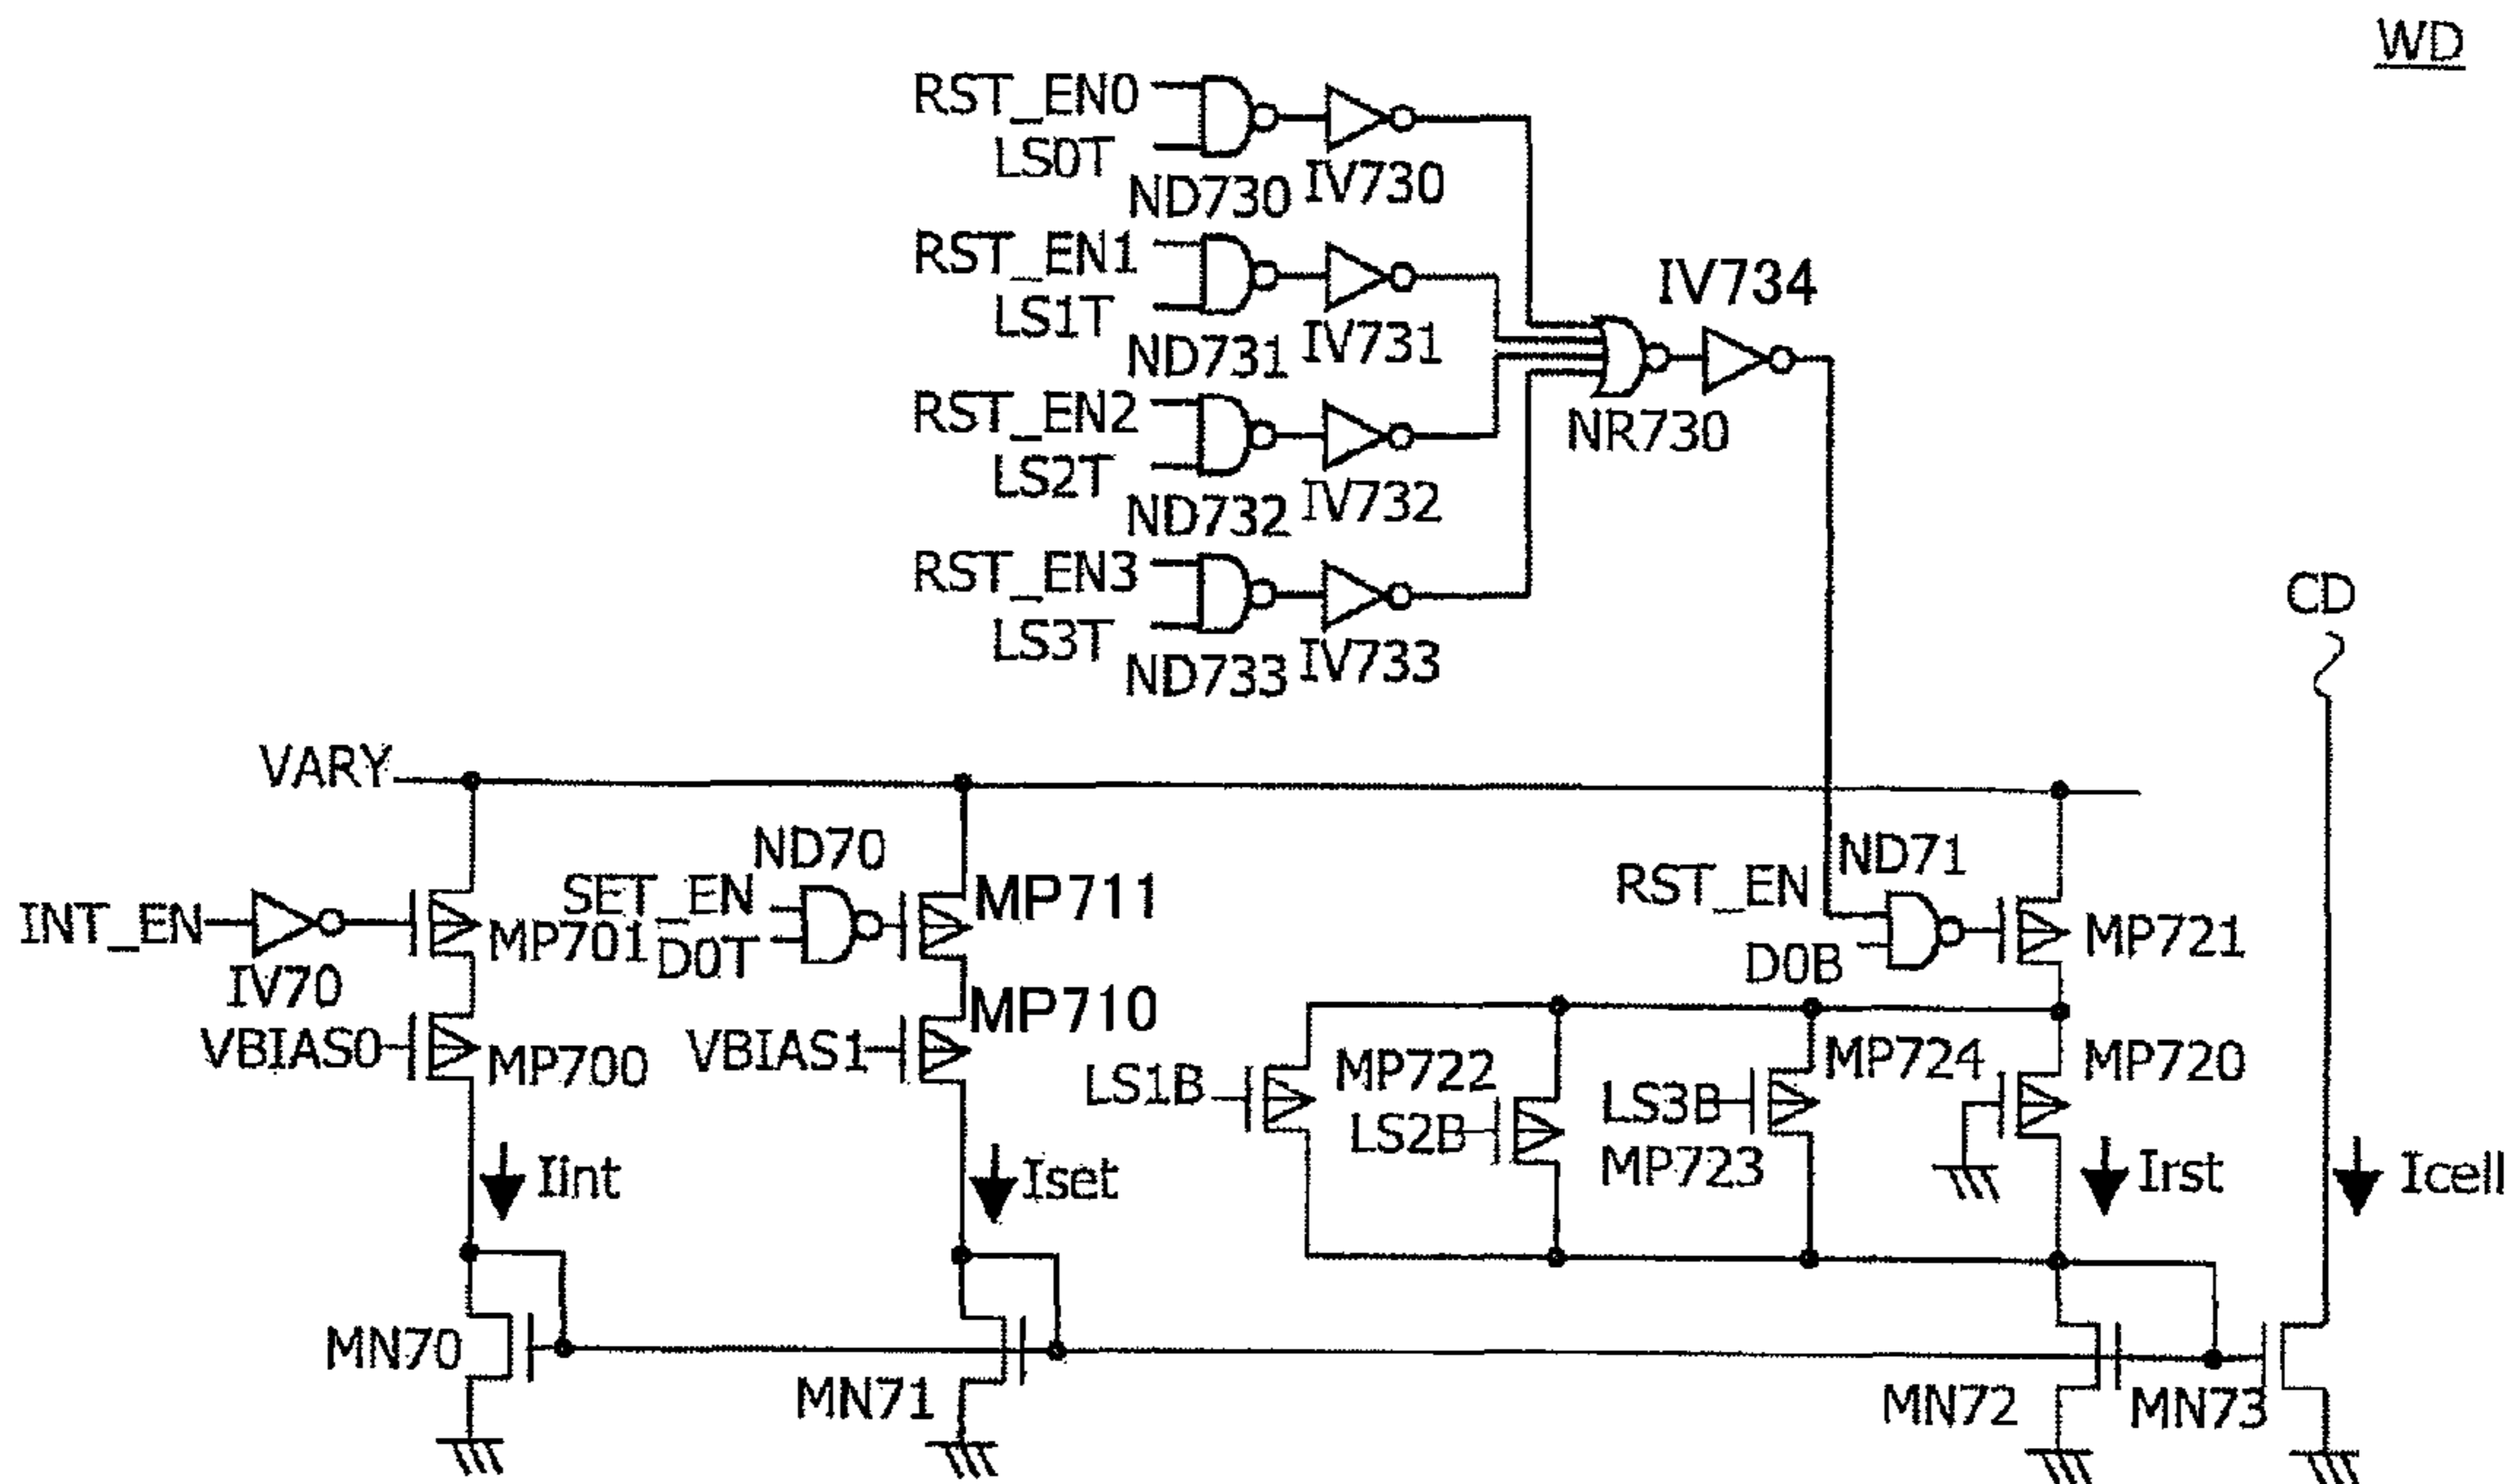 WD
RST_EN0
LS0T
ND730
IV730
RST_EN1
LS1T
ND731
IV731
IV734
RST_EN2
LS2T
ND732
IV732
NR730
RST_EN3
LS3T
ND733
IV733
CD
VARY
ND70
ND71
SET_EN
D0T
MP711
RST_EN
D0B
MP721
INT_EN
IV70
MP701
VBIAS0
MP700
VBIAS1
MP710
LS1B
MP722
LS2B
LS3B
MP723
MP724
MP720
Iint
Iset
Irst
Icell
MN70
MN71
MN72
MN73